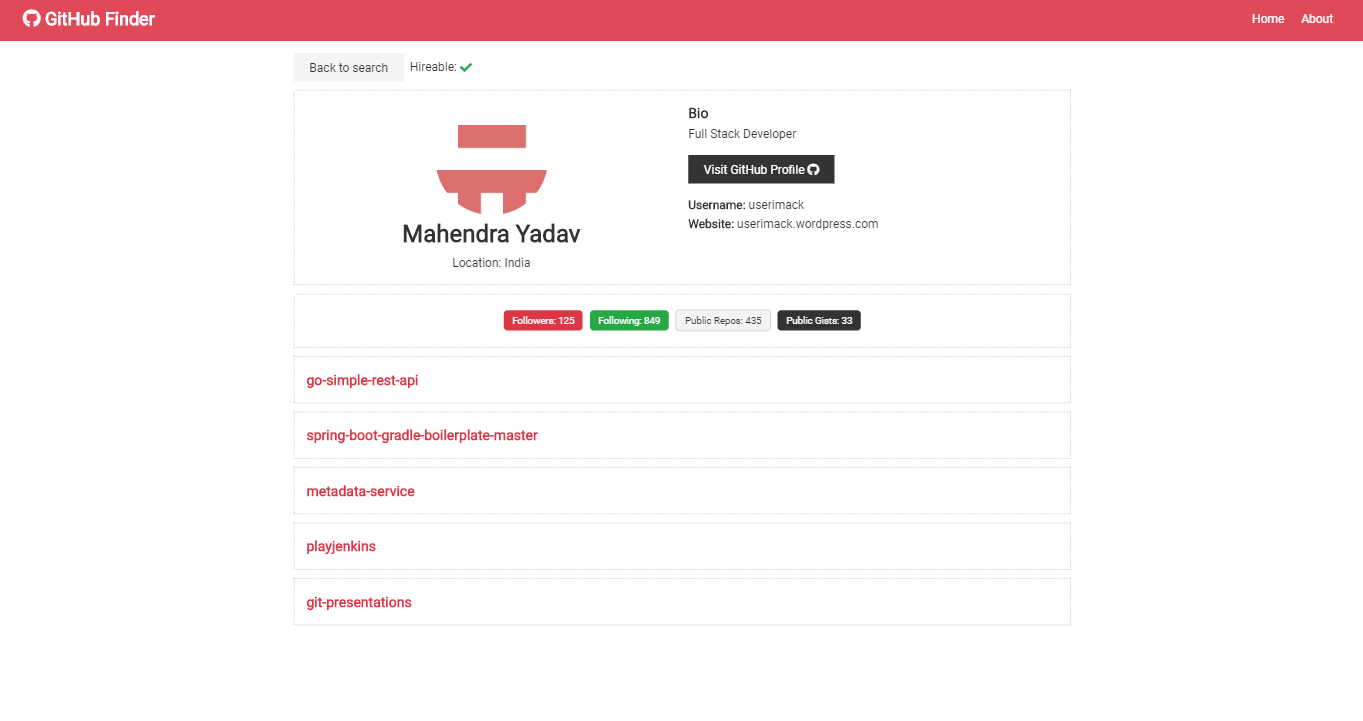 GitHub Finder Home About
Back to search Hireable:
Bio
Full Stack Developer
Visit GitHub Profile
Username: userimack
Website: userimack.wordpress.com
Mahendra Yadav
Location: India
Followers: 125 Following: 849 Public Repos: 435 Public Gists: 33
go-simple-rest-api
spring-boot-gradle-boilerplate-master
metadata-service
playjenkins
git-presentations